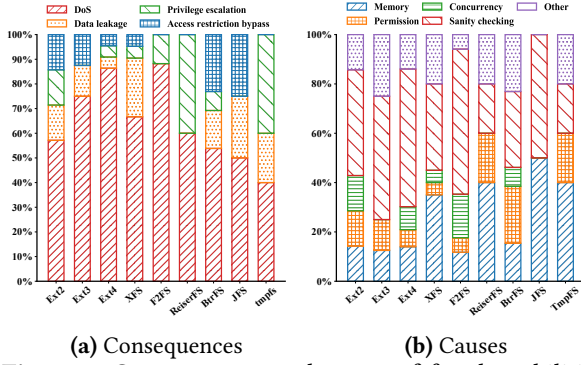 DoS Privilege escalation
Data leakage Access restriction bypass
100%
90%
80%
70%
60%
50%
40%
30%
20%
10%
0%
Ext2 Ext3 Ext4 XFS F2FS ReiserFS BtrFS JFS tmpfs
(a) Consequences
Memory Concurrency Other
Permission Sanity checking
100%
80%
60%
40%
20%
0%
Ext2 Ext3 Ext4 XFS F2FS ReiserFS BtrFS JFS TmpFS
(b) Causes